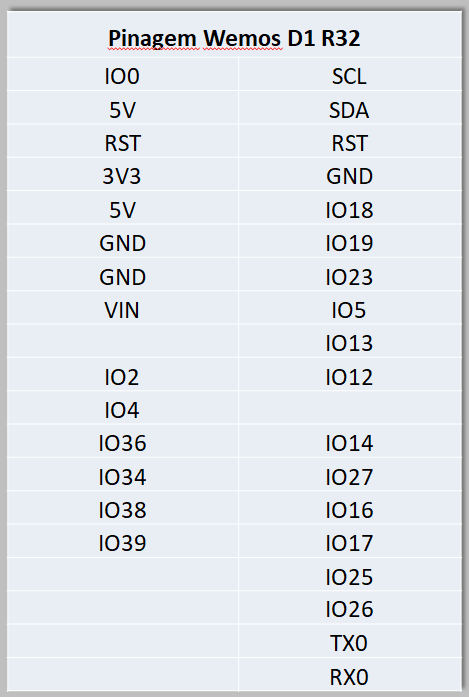 Pinagem Wemos D1 R32
IO0 SCL
5V SDA
RST RST
3V3 GND
5V IO18
GND IO19
GND IO23
VIN IO5
IO13
IO2 IO12
IO4
IO36 IO14
IO34 IO27
IO38 IO16
IO39 IO17
IO25
IO26
TX0
RX0